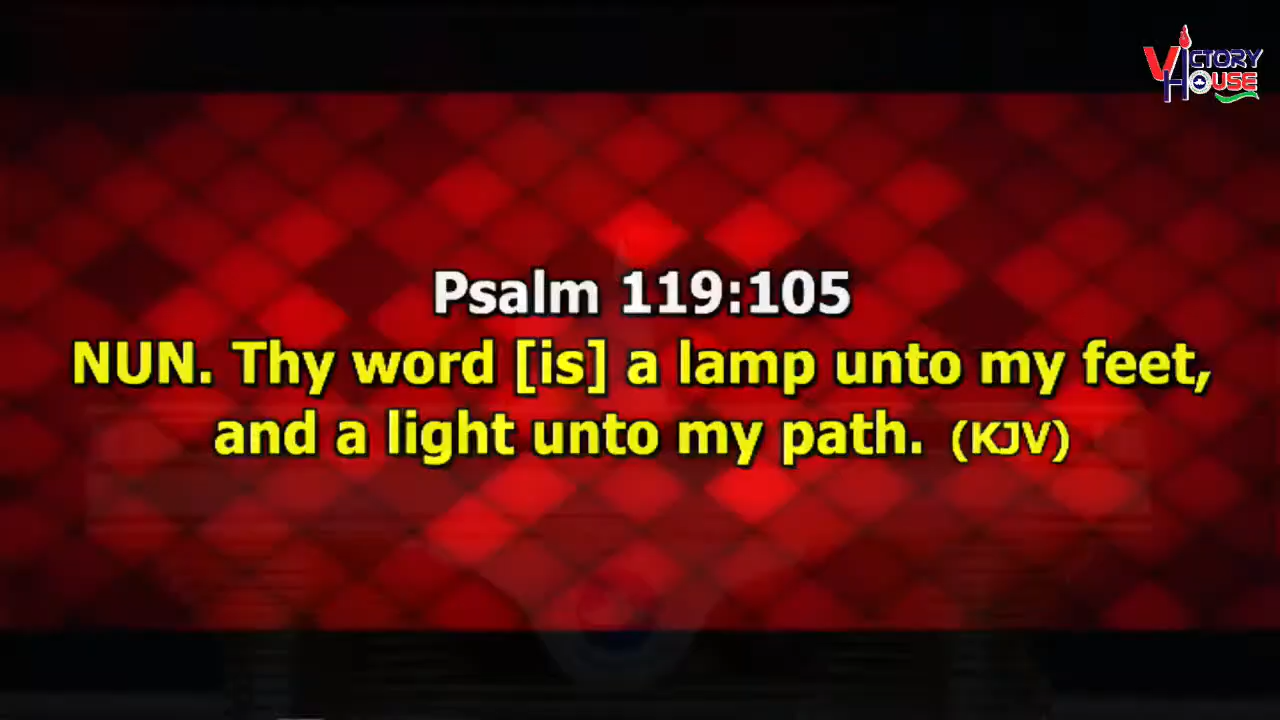 VICTORY
HOUSE
Psalm 119:105
NUN. Thy word [is] a lamp unto my feet,
and a light unto my path. (KJV)